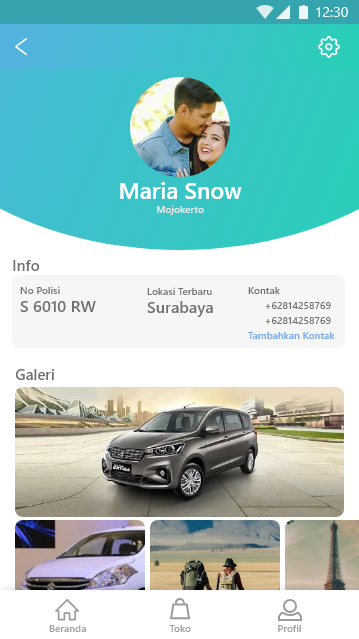 12:30
Maria Snow
Mojokerto
Info
No Polisi
S 6010 RW
Lokasi Terbaru
Surabaya
Kontak
+62814258769
+62814258769
Tambahkan Kontak
Galeri
ERTIGA
Beranda
Toko
Profil